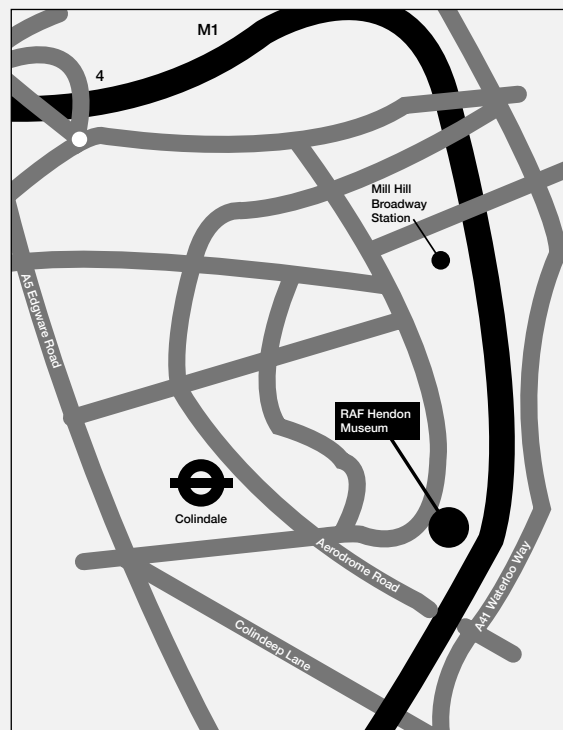 M1
4
Mill Hill
Broadway
Station
A5 Edgware Road
RAF Hendon
Museum
Colindale
Aerodrome Road
A41 Waterloo Way
Colindeep Lane